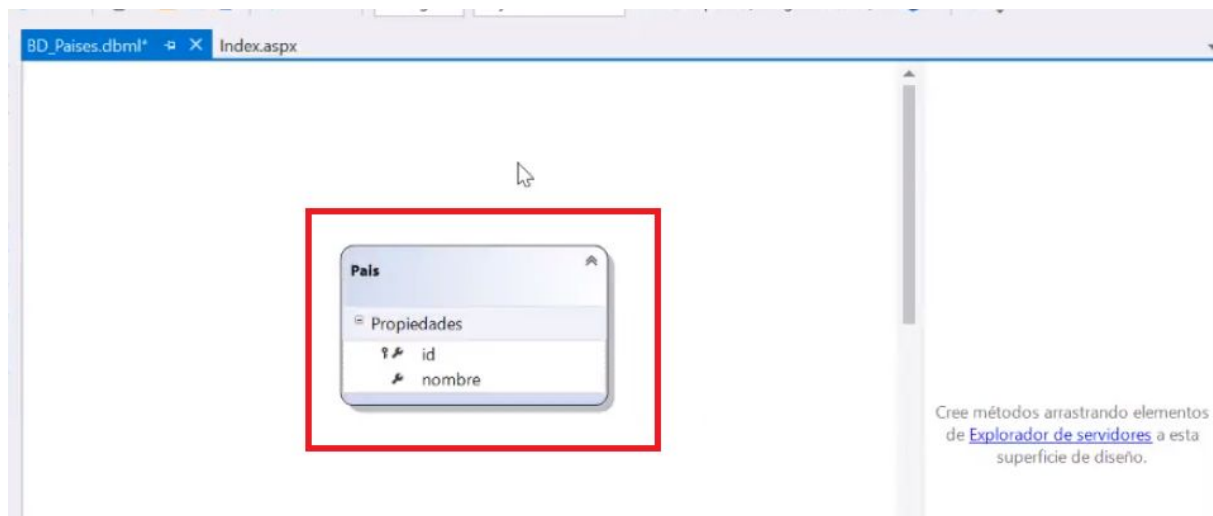 BD_Paises.dbml* Index.aspx
Pais
Propiedades
id
nombre
Cree métodos arrastrando elementos
de Explorador de servidores a esta
superficie de diseño.